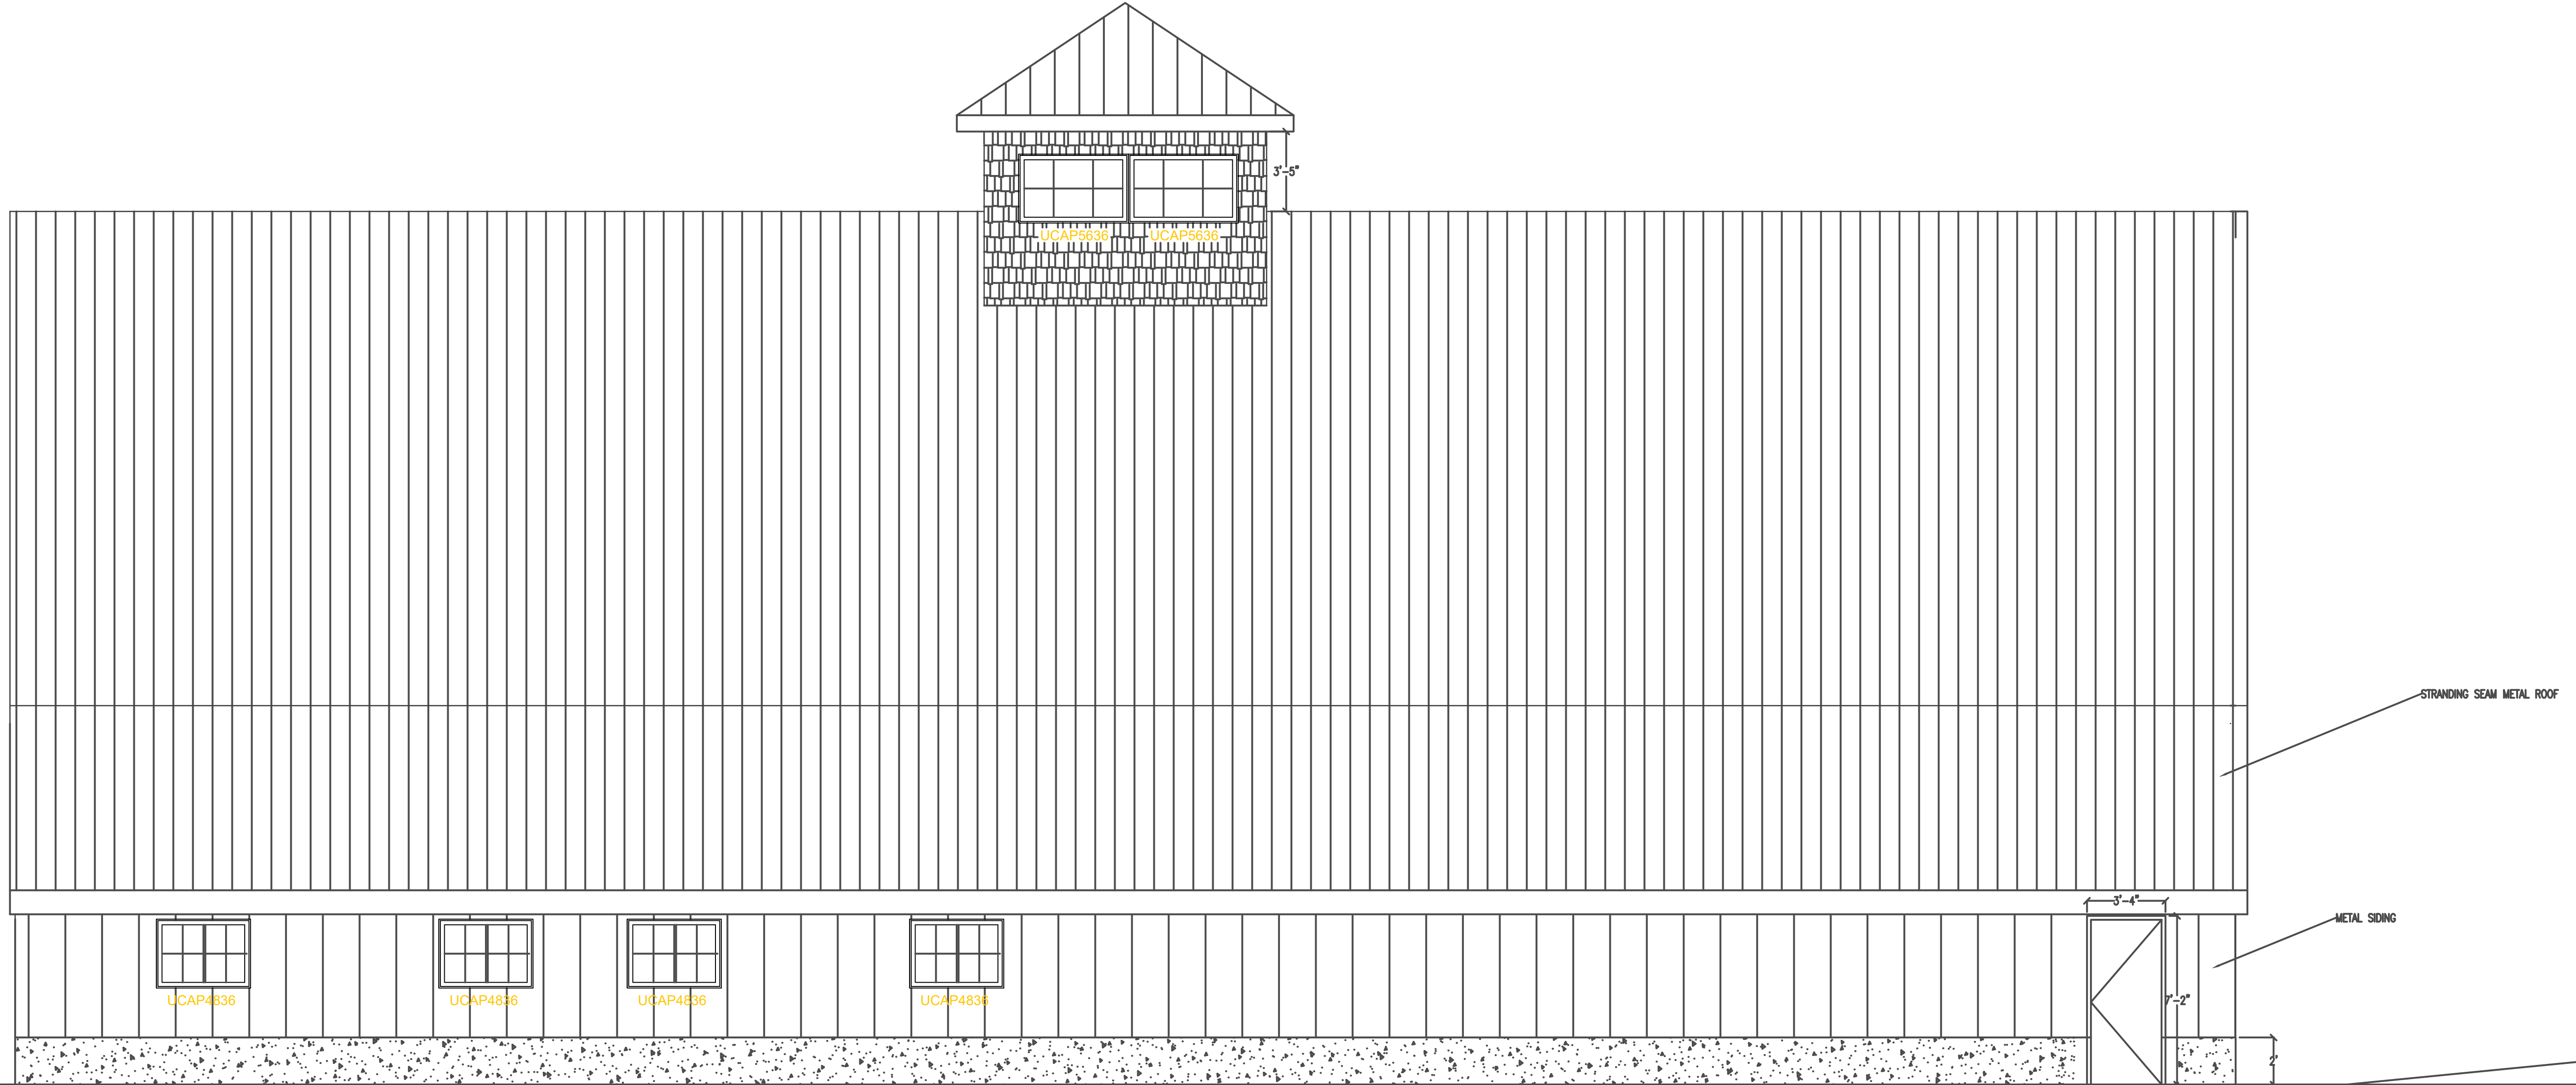 3'-5"
UCAP5636 UCAP5636
STRANDING SEAM METAL ROOF
3'-4"
METAL SIDING
UCAP4836 UCAP4836 UCAP4836 UCAP4836
7'-2"
2'